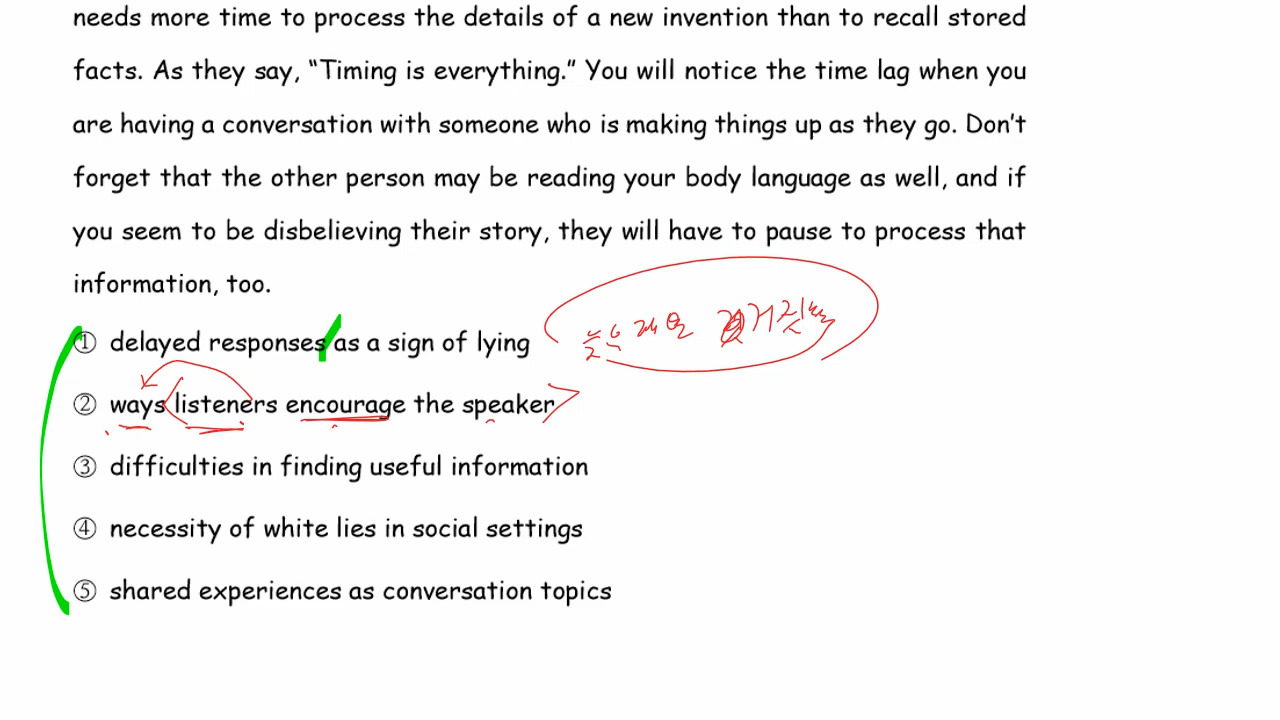 needs more time to process the details of a new invention than to recall stored
facts. As they say, “Timing is everything.” You will notice the time lag when you
are having a conversation with someone who is making things up as they go. Don’t
forget that the other person may be reading your body language as well, and if
you seem to be disbelieving their story, they will have to pause to process that
information, too.
① delayed responses as a sign of lying
② ways listeners encourage the speaker
③ difficulties in finding useful information
④ necessity of white lies in social settings
⑤ shared experiences as conversation topics